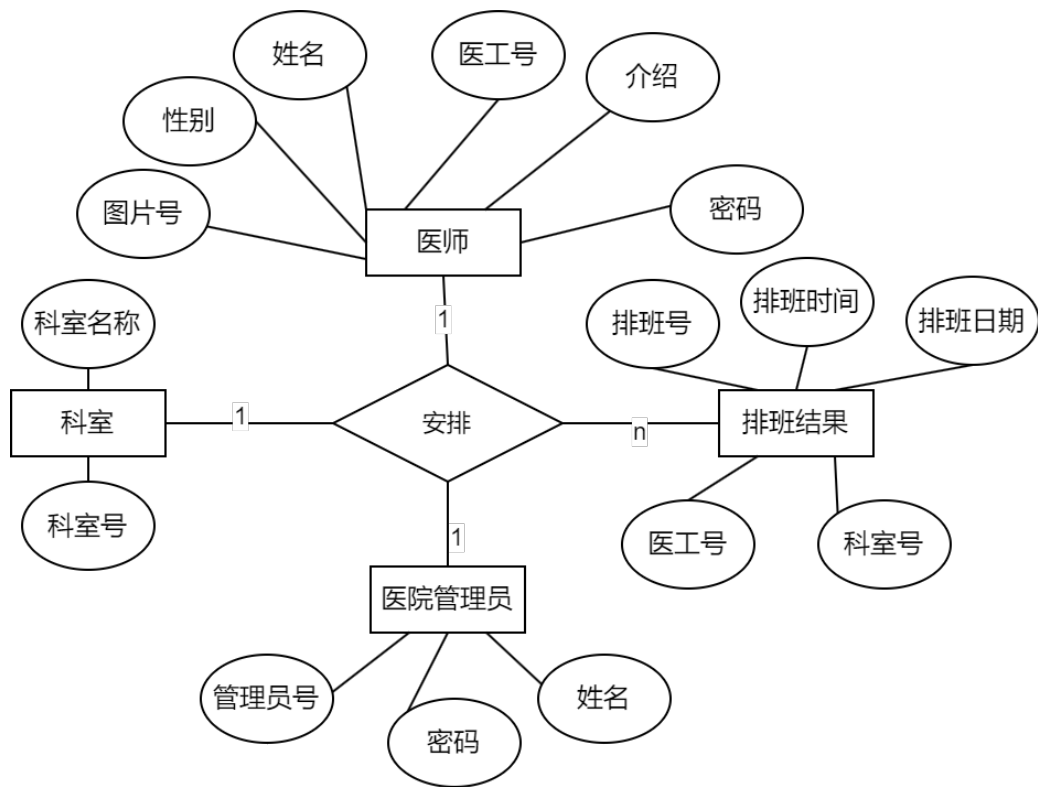 姓名
医工号
介绍
性别
图片号
密码
医师
1
科室名称
排班号
排班时间
排班日期
科室
1
安排
n
排班结果
科室号
医工号
科室号
1
医院管理员
管理员号
密码
姓名